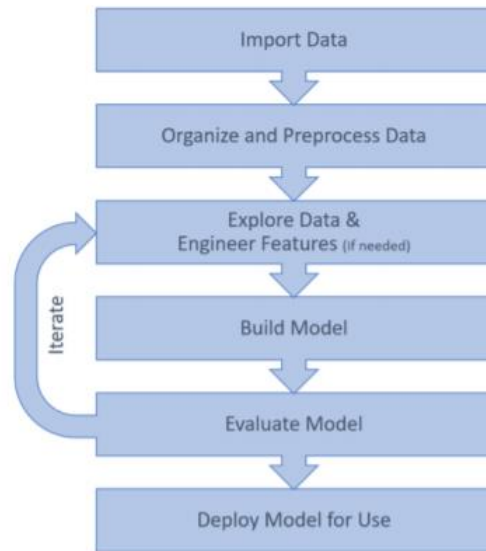 Import Data
Organize and Preprocess Data
Explore Data &
Engineer Features (If needed)
Iterate
Build Model
Evaluate Model
Deploy Model for Use